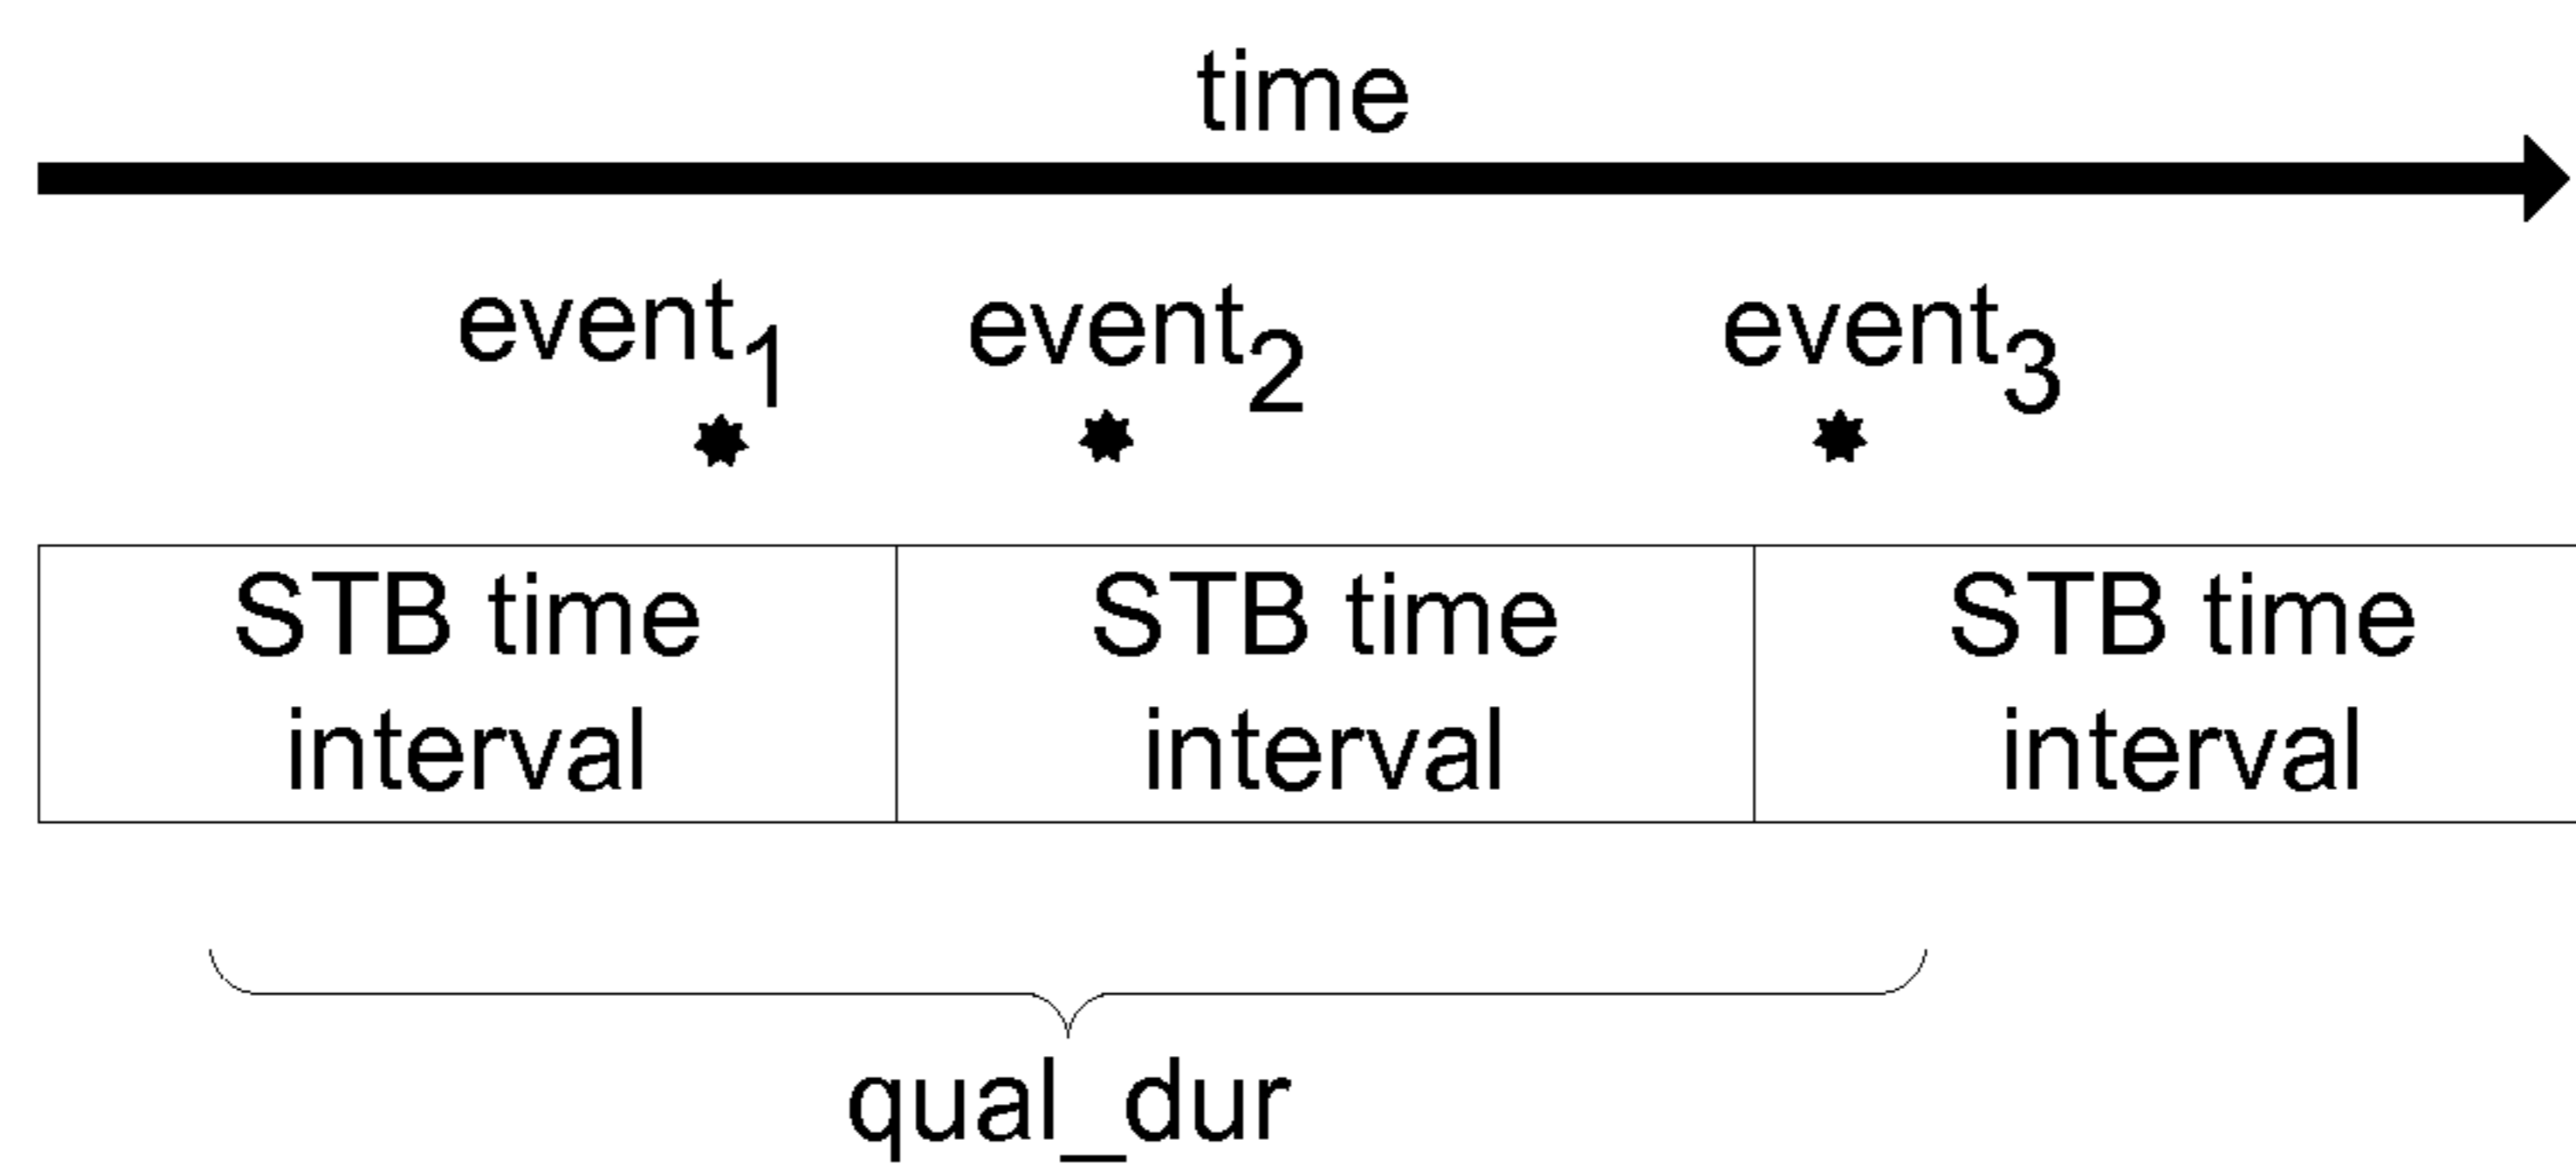 time
event1 event2 event3
STB time STB time STB time
interval interval interval
qual_dur